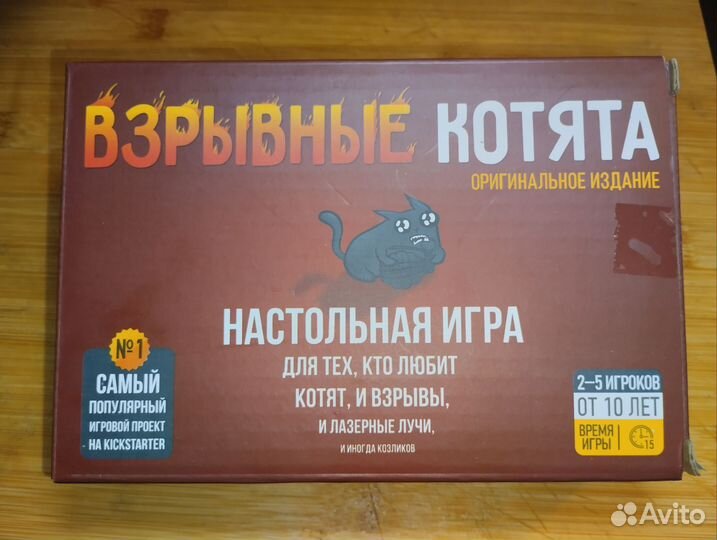 ВЗРЫВНЫЕ КОТЯТА
ОРИГИНАЛЬНОЕ ИЗДАНИЕ
НАСТОЛЬНАЯ ИГРА
ДЛЯ ТЕХ, КТО ЛЮБИТ
КОТЯТ, И ВЗРЫВЫ,
И ЛАЗЕРНЫЕ ЛУЧИ,
И ИНОГДА КОЗЛИКОВ
№1
САМЫЙ
ПОПУЛЯРНЫЙ
ИГРОВОЙ ПРОЕКТ
НА KICKSTARTER
2–5 ИГРОКОВ
ОТ 10 ЛЕТ
ВРЕМЯ
ИГРЫ
15
Avito